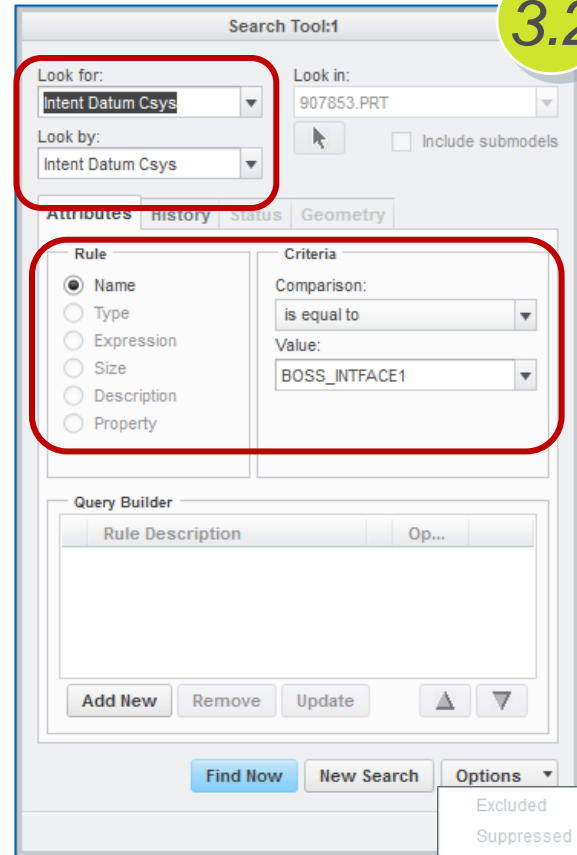 Search Tool:1
3.2
Look for:
Look in:
Intent Datum Csys
907853.PRT
Look by:
Include submodels
Intent Datum Csys
Attributes History Status Geometry
Rule
Criteria
Name
Comparison:
Type
is equal to
Expression
Value:
Size
BOSS_INTFACE1
Description
Property
Query Builder
Rule Description Op...
Add New Remove Update
Find Now New Search Options
Excluded
Suppressed